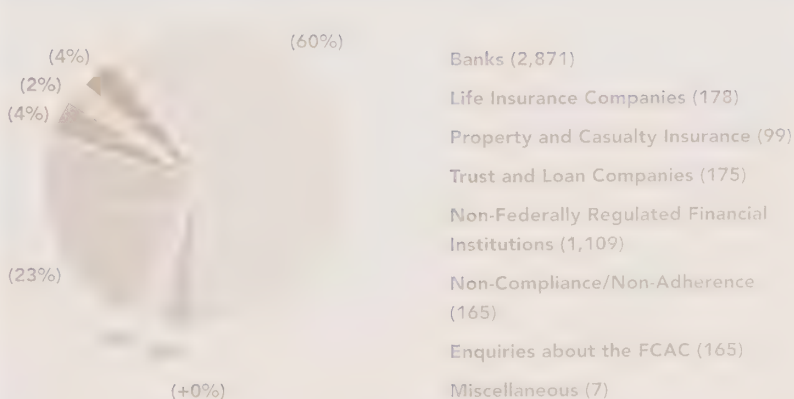 (60%)
(4%)
(2%)
(4%)
(23%)
(+0%)
Banks (2,871)
Life Insurance Companies (178)
Property and Casualty Insurance (99)
Trust and Loan Companies (175)
Non-Federally Regulated Financial
Institutions (1,109)
Non-Compliance/Non-Adherence
(165)
Enquiries about the FCAC (165)
Miscellaneous (7)